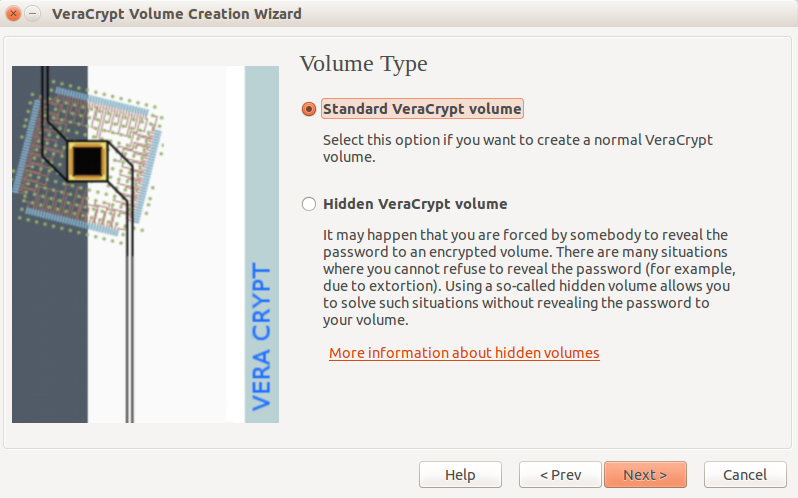 VeraCrypt Volume Creation Wizard
Volume Type
Standard VeraCrypt volume
Select this option if you want to create a normal VeraCrypt
volume.
Hidden VeraCrypt volume
It may happen that you are forced by somebody to reveal the
password to an encrypted volume. There are many situations
where you cannot refuse to reveal the password (for example,
due to extortion). Using a so-called hidden volume allows you
to solve such situations without revealing the password to
your volume.
More information about hidden volumes
VERA CRYPT
Help
< Prev
Next >
Cancel